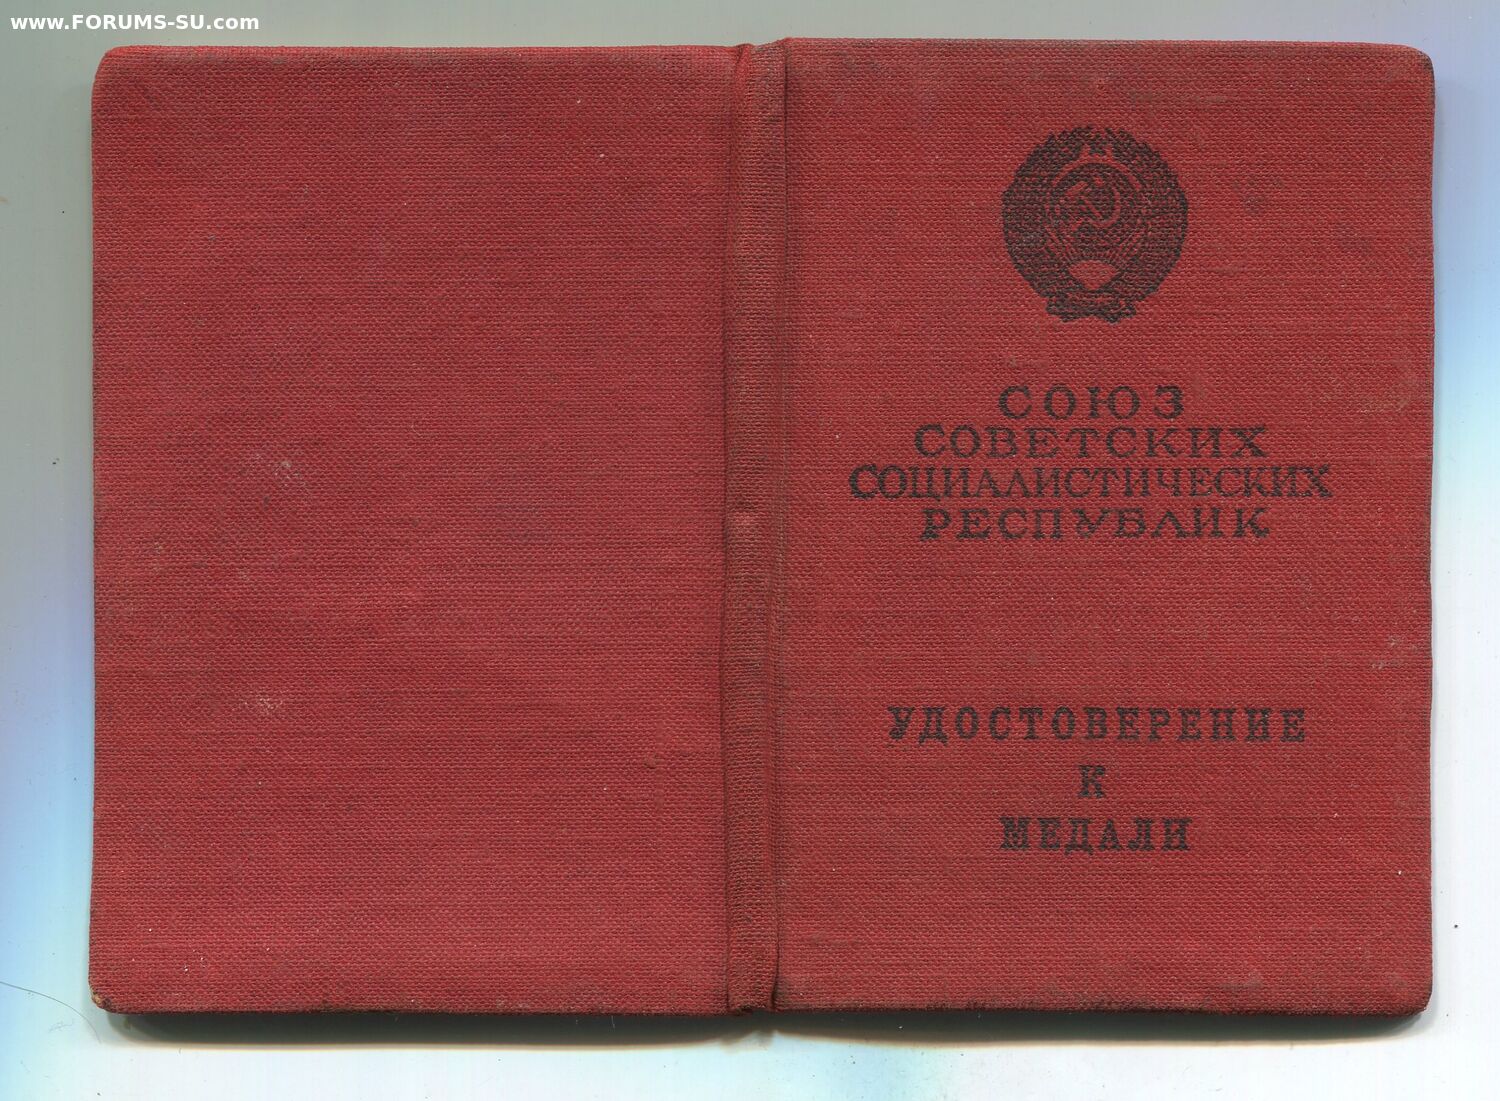 www.FORUMS-SU.com
СОЮЗ
СОВЕТСКИХ
СОЦИАЛИСТИЧЕСКИХ
РЕСПУБЛИК
УДОСТОВЕРЕНИЕ
К
МЕДАЛИ